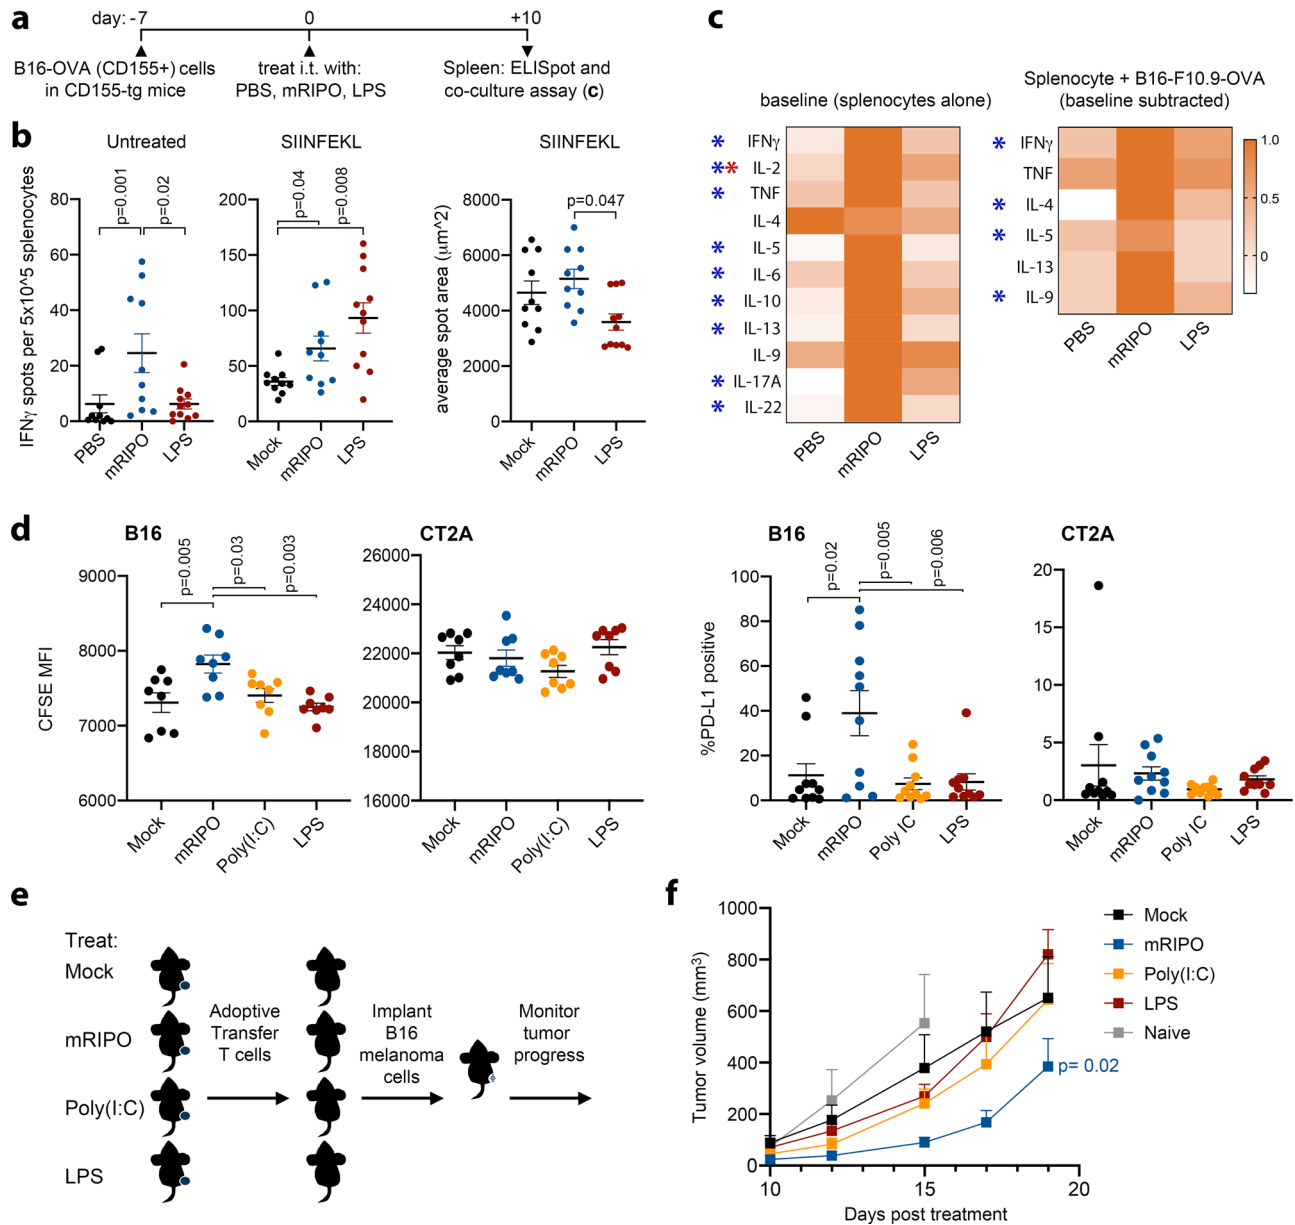 a
day: -7
0
+10
B16-OVA (CD155+) cells
in CD155-tg mice
treat i.t. with:
PBS, mRIPO, LPS
Spleen: ELISpot and
co-culture assay (c)
b
Untreated
IFNγ spots per 5x10^5 splenocytes
80
60
40
20
0
p=0.001
p=0.02
PBS
mRIPO
LPS
SIINFEKL
200
150
100
50
0
p=0.04
p=0.008
Mock
mRIPO
LPS
SIINFEKL
average spot area (μm^2)
8000
6000
4000
2000
0
p=0.047
Mock
mRIPO
LPS
c
baseline (splenocytes alone)
* IFNγ
** IL-2
* TNF
IL-4
* IL-5
* IL-6
* IL-10
* IL-13
IL-9
* IL-17A
* IL-22
PBS
mRIPO
LPS
Splenocyte + B16-F10.9-OVA
(baseline subtracted)
* IFNγ
TNF
* IL-4
* IL-5
IL-13
* IL-9
PBS
mRIPO
LPS
1.0
0.5
0
d
B16
CFSE MFI
9000
8000
7000
6000
p=0.005
p=0.03
p=0.003
Mock
mRIPO
Poly(I:C)
LPS
CT2A
26000
24000
22000
20000
18000
16000
Mock
mRIPO
Poly(I:C)
LPS
B16
%PD-L1 positive
100
80
60
40
20
0
p=0.02
p=0.005
p=0.006
Mock
mRIPO
Poly IC
LPS
CT2A
20
15
10
5
0
Mock
mRIPO
Poly IC
LPS
e
Treat:
Mock
mRIPO
Poly(I:C)
LPS
Adoptive
Transfer
T cells
Implant
B16
melanoma
cells
Monitor
tumor
progress
f
Tumor volume (mm³)
1000
800
600
400
200
0
10
15
20
Days post treatment
p= 0.02
Mock
mRIPO
Poly(I:C)
LPS
Naive